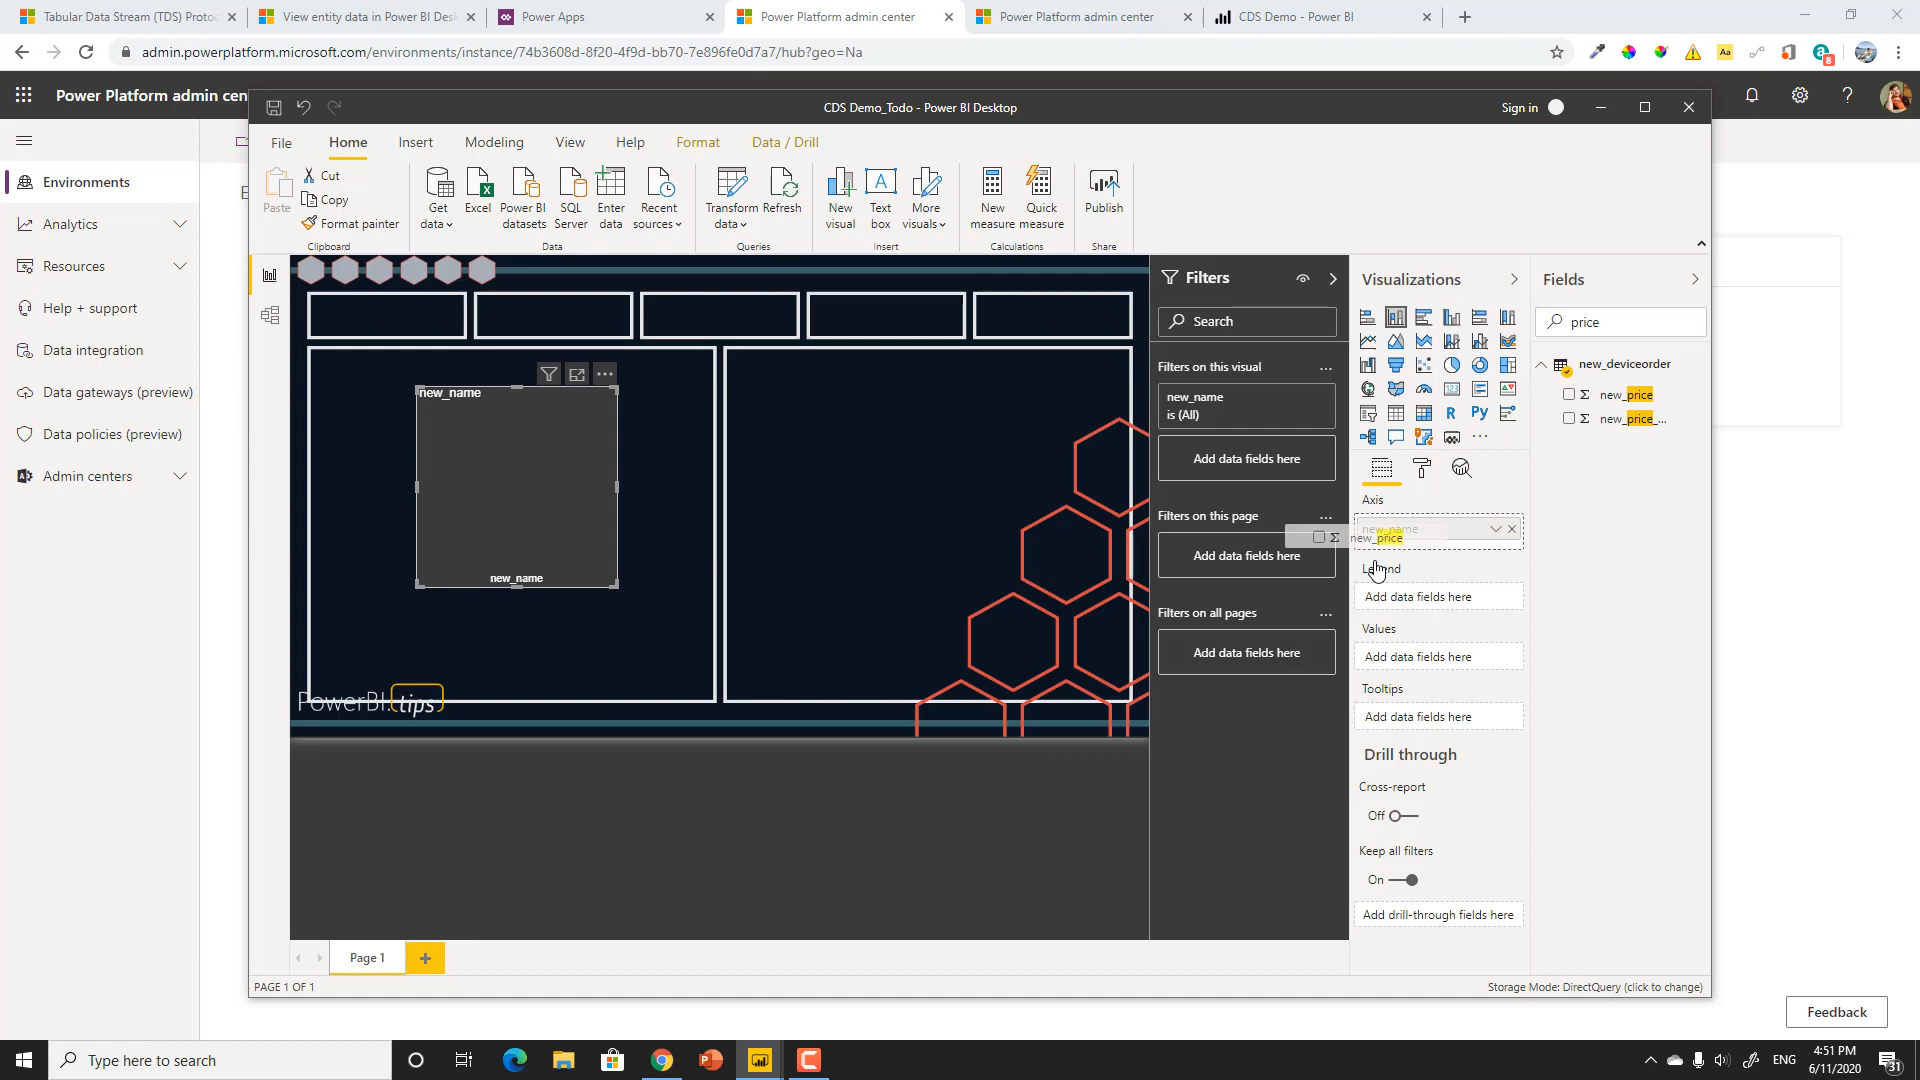 Tabular Data Stream (TDS) Protoc
View entity data in Power BI Desk
Power Apps
Power Platform admin center
Power Platform admin center
CDS Demo - Power BI
admin.powerplatform.microsoft.com/environments/instance/74b3608d-8f20-4f9d-bb70-7e896fe0d7a7/hub?geo=Na
Aa
8
Power Platform admin cen
CDS Demo_Todo - Power BI Desktop
Sign in
File
Home
Insert
Modeling
View
Help
Format
Data / Drill
Paste
Cut
Copy
Format painter
Clipboard
Get data
Excel
Power BI datasets
SQL Server
Enter data
Recent sources
Data
Transform data
Refresh
Queries
New visual
Text box
More visuals
Insert
New measure
Quick measure
Calculations
Publish
Share
Environments
Analytics
Resources
Help + support
Data integration
Data gateways (preview)
Data policies (preview)
Admin centers
new_name
new_name
PowerBI.tips
Filters
Search
Filters on this visual
new_name
is (All)
Add data fields here
Filters on this page
Add data fields here
Filters on all pages
Add data fields here
Visualizations
R
Py
Axis
new_name
new_price
Legend
Add data fields here
Values
Add data fields here
Tooltips
Add data fields here
Drill through
Cross-report
Off
Keep all filters
On
Add drill-through fields here
Fields
price
new_deviceorder
new_price
new_price_...
Page 1
PAGE 1 OF 1
Storage Mode: DirectQuery (click to change)
Feedback
Type here to search
ENG
4:51 PM
6/11/2020
31